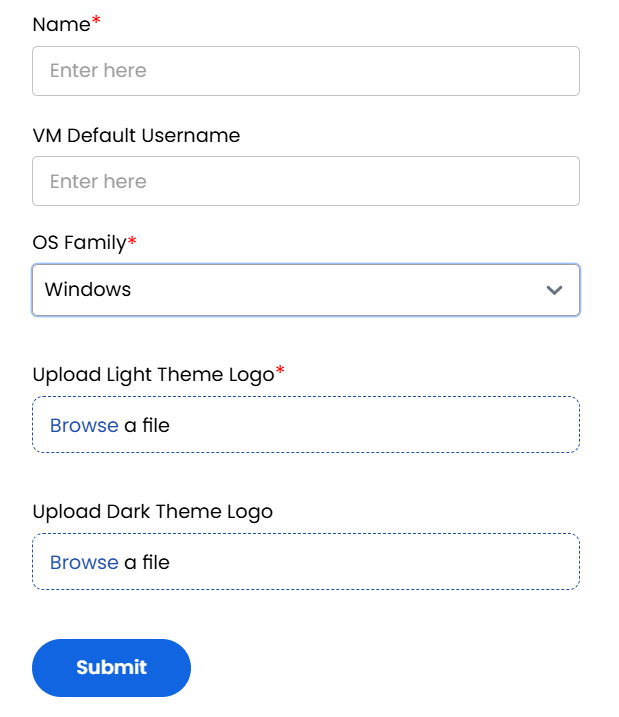 Name*
Enter here
VM Default Username
Enter here
OS Family*
Windows
Upload Light Theme Logo*
Browse a file
Upload Dark Theme Logo
Browse a file
Submit